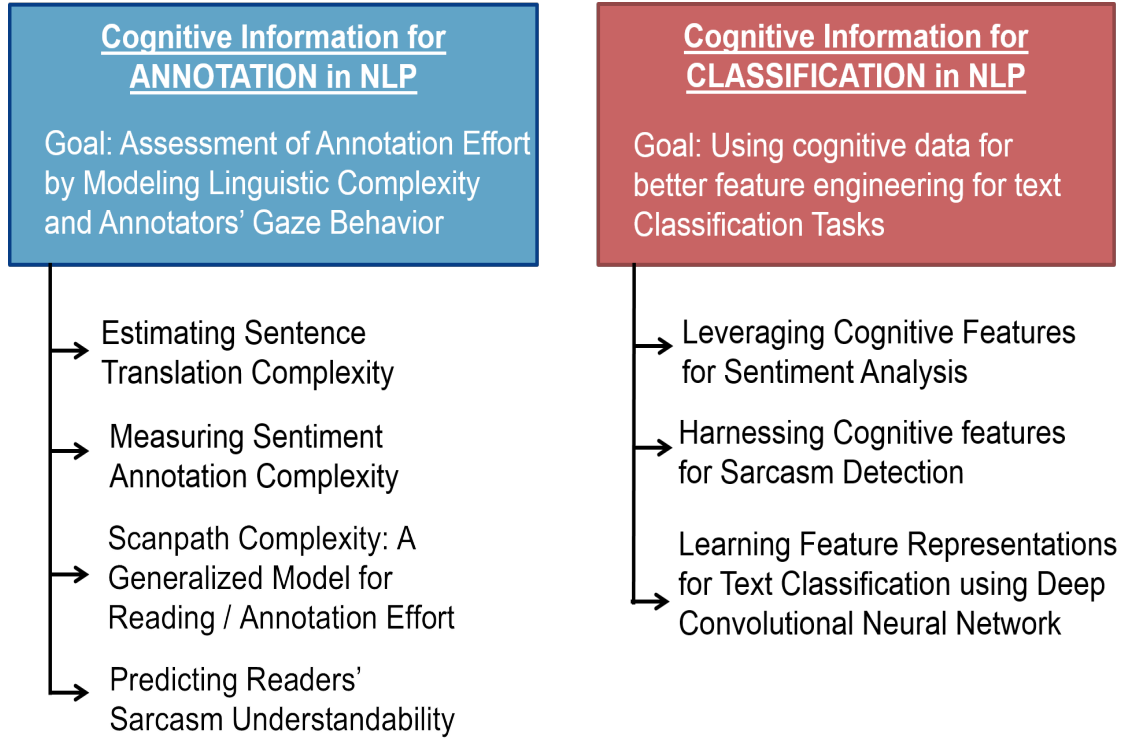 Cognitive Information for
ANNOTATION in NLP
Goal: Assessment of Annotation Effort
by Modeling Linguistic Complexity
and Annotators’ Gaze Behavior
Estimating Sentence
Translation Complexity
Measuring Sentiment
Annotation Complexity
Scanpath Complexity: A
Generalized Model for
Reading / Annotation Effort
Predicting Readers’
Sarcasm Understandability
Cognitive Information for
CLASSIFICATION in NLP
Goal: Using cognitive data for
better feature engineering for text
Classification Tasks
Leveraging Cognitive Features
for Sentiment Analysis
Harnessing Cognitive features
for Sarcasm Detection
Learning Feature Representations
for Text Classification using Deep
Convolutional Neural Network